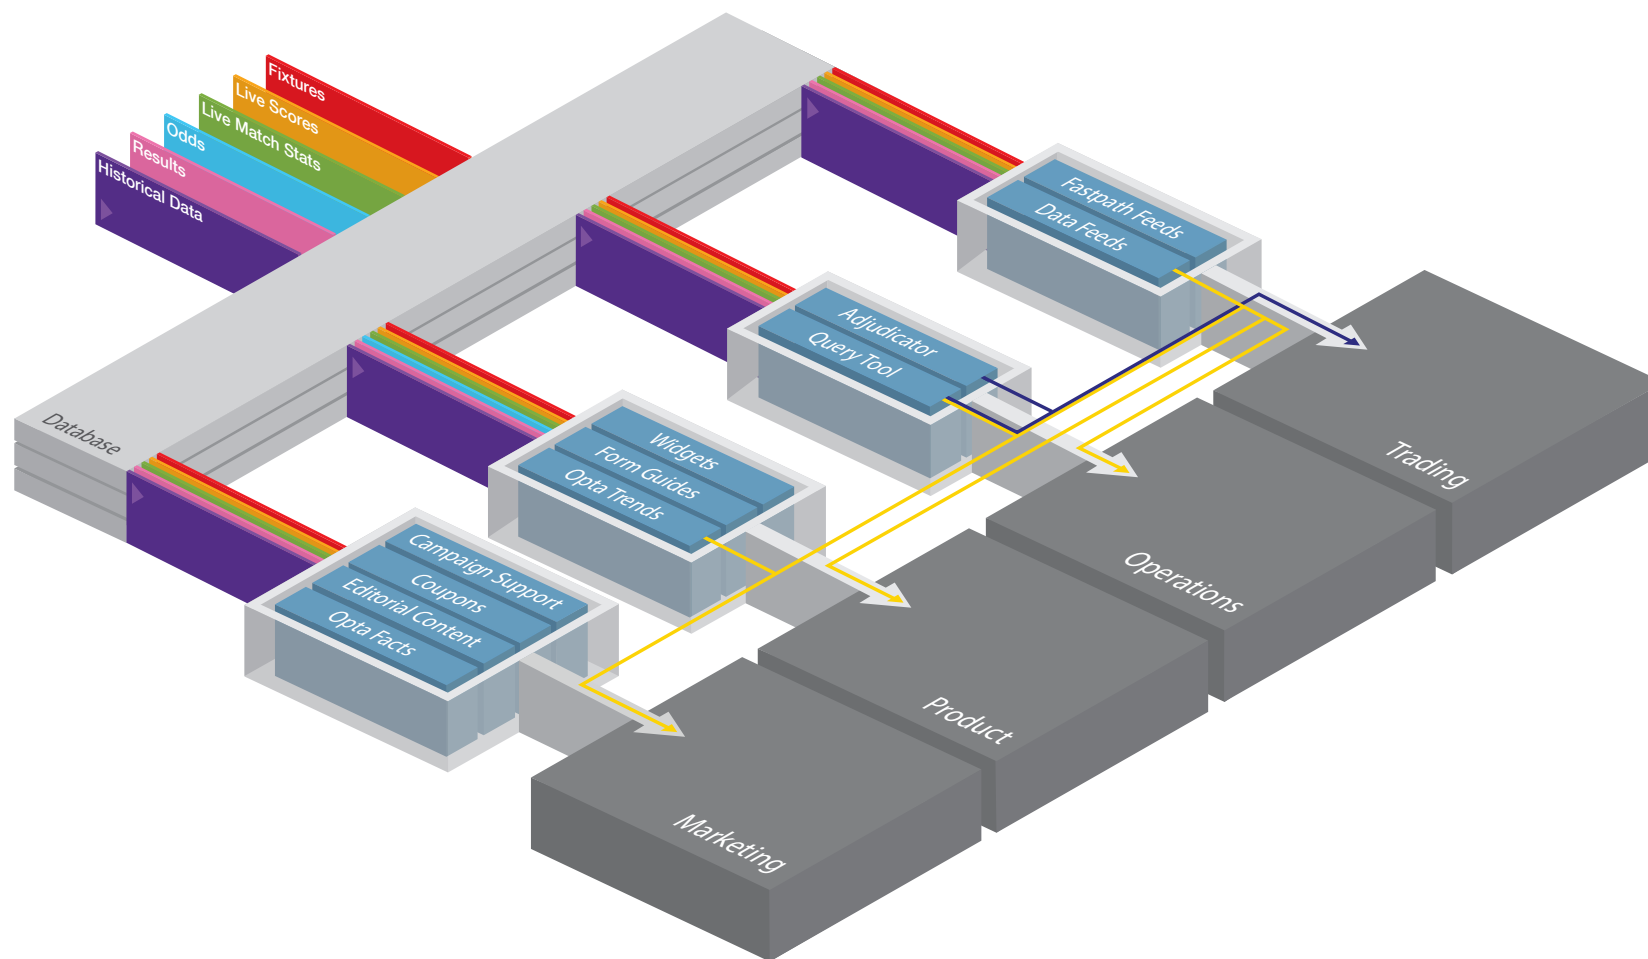 Fixtures
Live Scores
Live Match Stats
Odds
Results
Historical Data
Database
Fastpath Feeds
Data Feeds
Adjudicator
Query Tool
Widgets
Form Guides
Opta Trends
Campaign Support
Coupons
Editorial Content
Opta Facts
Trading
Operations
Product
Marketing